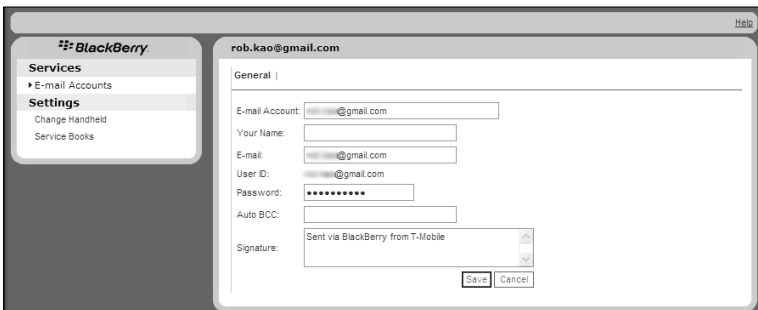 Help
BlackBerry
Services
E-mail Accounts
Settings
Change Handheld
Service Books
rob.kao@gmail.com
General |
E-mail Account: @gmail.com
Your Name:
E-mail: @gmail.com
User ID: @gmail.com
Password: ••••••••••
Auto BCC:
Signature: Sent via BlackBerry from T-Mobile
Save Cancel